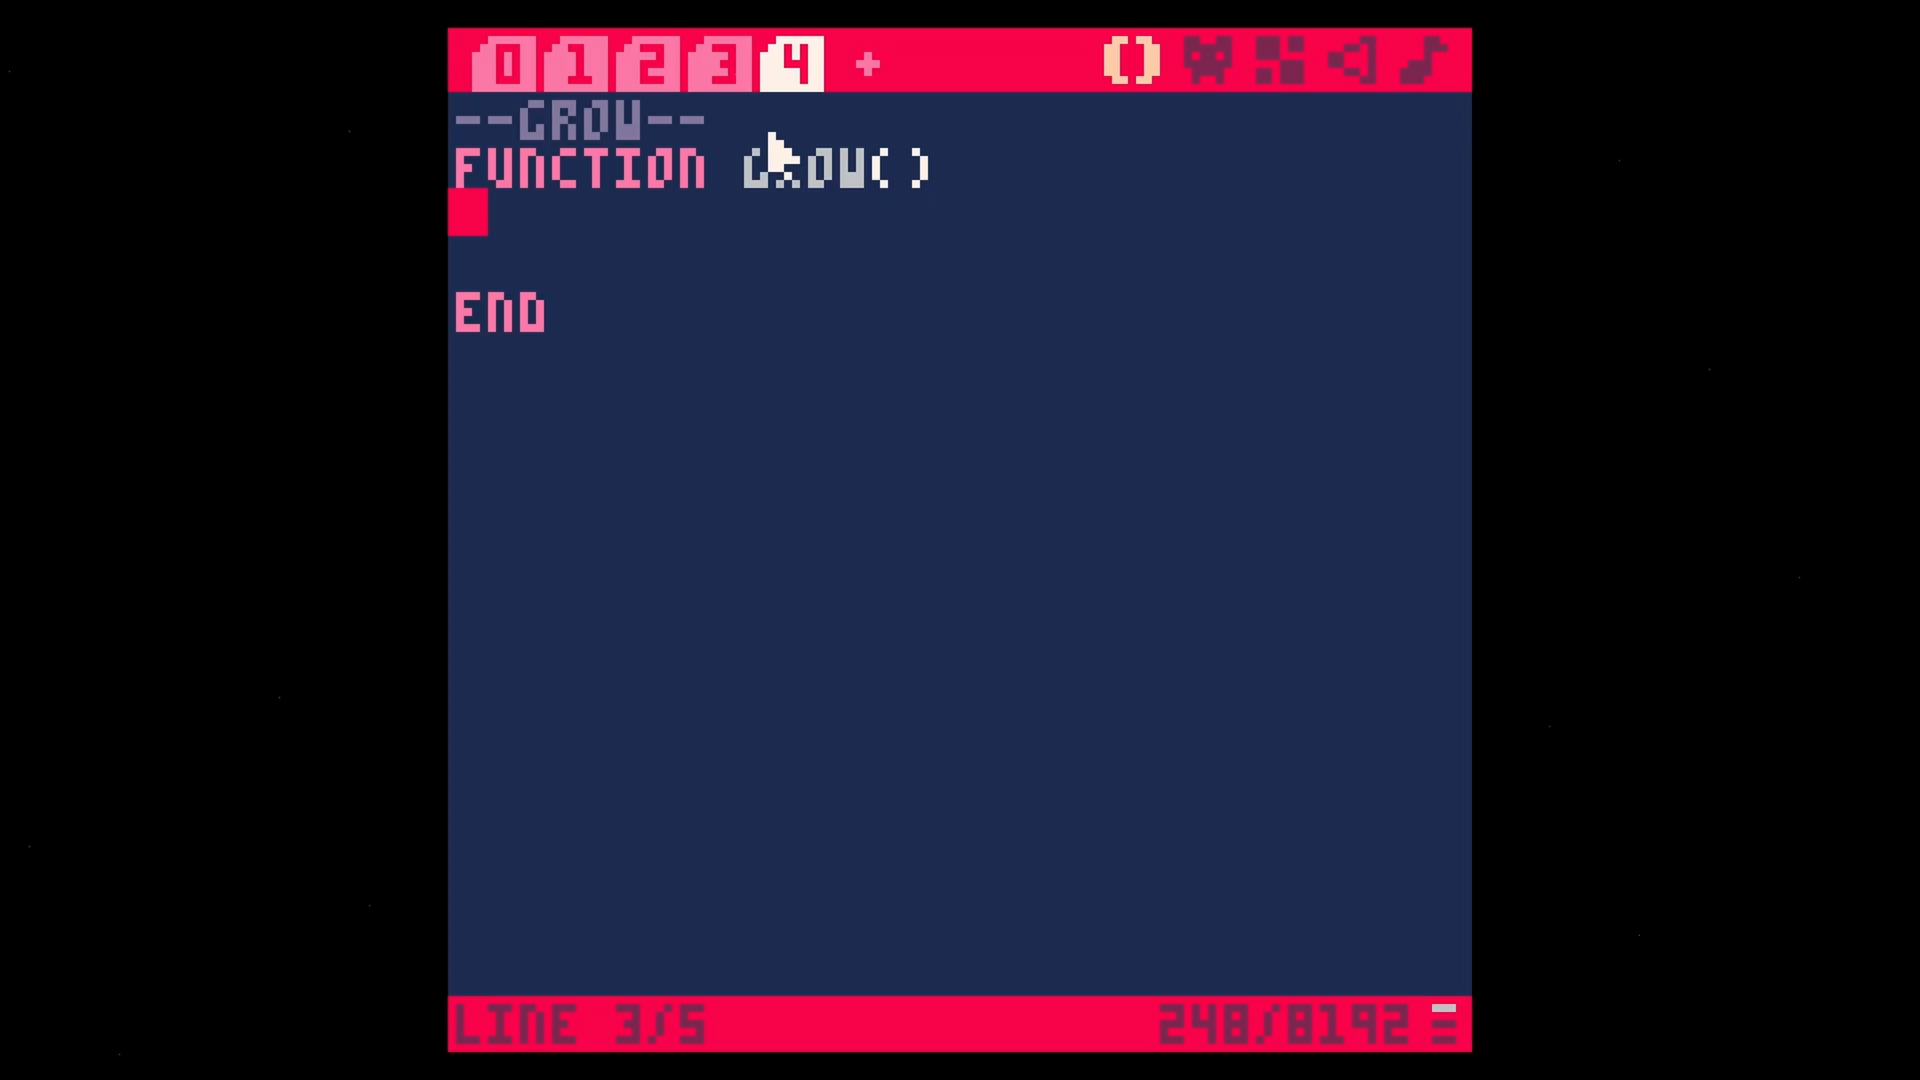 0 1 2 3 4 +
--GROW--
FUNCTION GROW()
END
LINE 3/5 248/8192